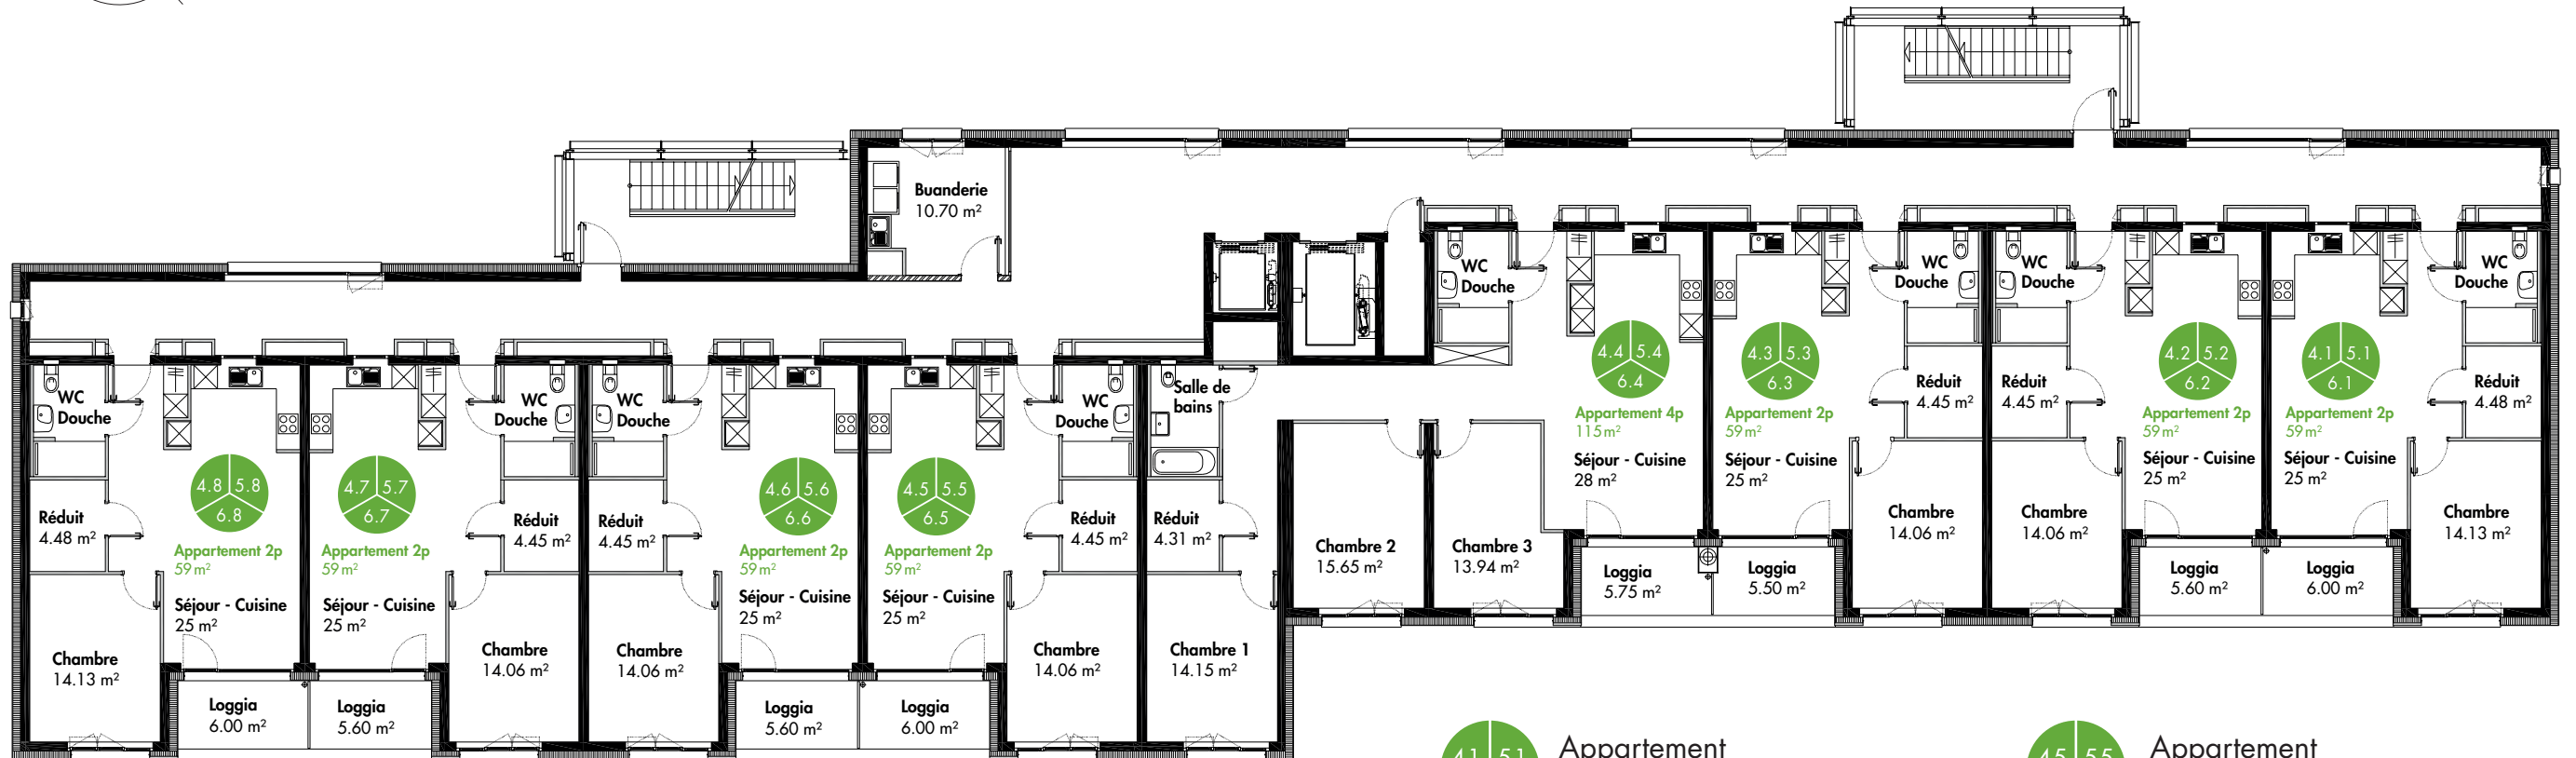 Buanderie
10.70 m²
WC
Douche
4.4 5.4
6.4
Appartement 4p
115 m²
Séjour - Cuisine
28 m²
Loggia
5.75 m²
4.3 5.3
6.3
Appartement 2p
59 m²
Séjour - Cuisine
25 m²
Loggia
5.50 m²
WC
Douche
Réduit
4.45 m²
Chambre
14.06 m²
WC
Douche
Réduit
4.45 m²
Chambre
14.06 m²
4.2 5.2
6.2
Appartement 2p
59 m²
Séjour - Cuisine
25 m²
Loggia
5.60 m²
4.1 5.1
6.1
Appartement 2p
59 m²
Séjour - Cuisine
25 m²
Loggia
6.00 m²
WC
Douche
Réduit
4.48 m²
Chambre
14.13 m²
WC
Douche
Réduit
4.48 m²
Chambre
14.13 m²
4.8 5.8
6.8
Appartement 2p
59 m²
Séjour - Cuisine
25 m²
Loggia
6.00 m²
4.7 5.7
6.7
Appartement 2p
59 m²
Séjour - Cuisine
25 m²
Loggia
5.60 m²
WC
Douche
Réduit
4.45 m²
Chambre
14.06 m²
WC
Douche
Réduit
4.45 m²
Chambre
14.06 m²
4.6 5.6
6.6
Appartement 2p
59 m²
Séjour - Cuisine
25 m²
Loggia
5.60 m²
4.5 5.5
6.5
Appartement 2p
59 m²
Séjour - Cuisine
25 m²
Loggia
6.00 m²
WC
Douche
Réduit
4.45 m²
Chambre
14.06 m²
Salle de
bains
Réduit
4.31 m²
Chambre 1
14.15 m²
Chambre 2
15.65 m²
Chambre 3
13.94 m²
4.1 5.1
Appartement
4.5 5.5
Appartement